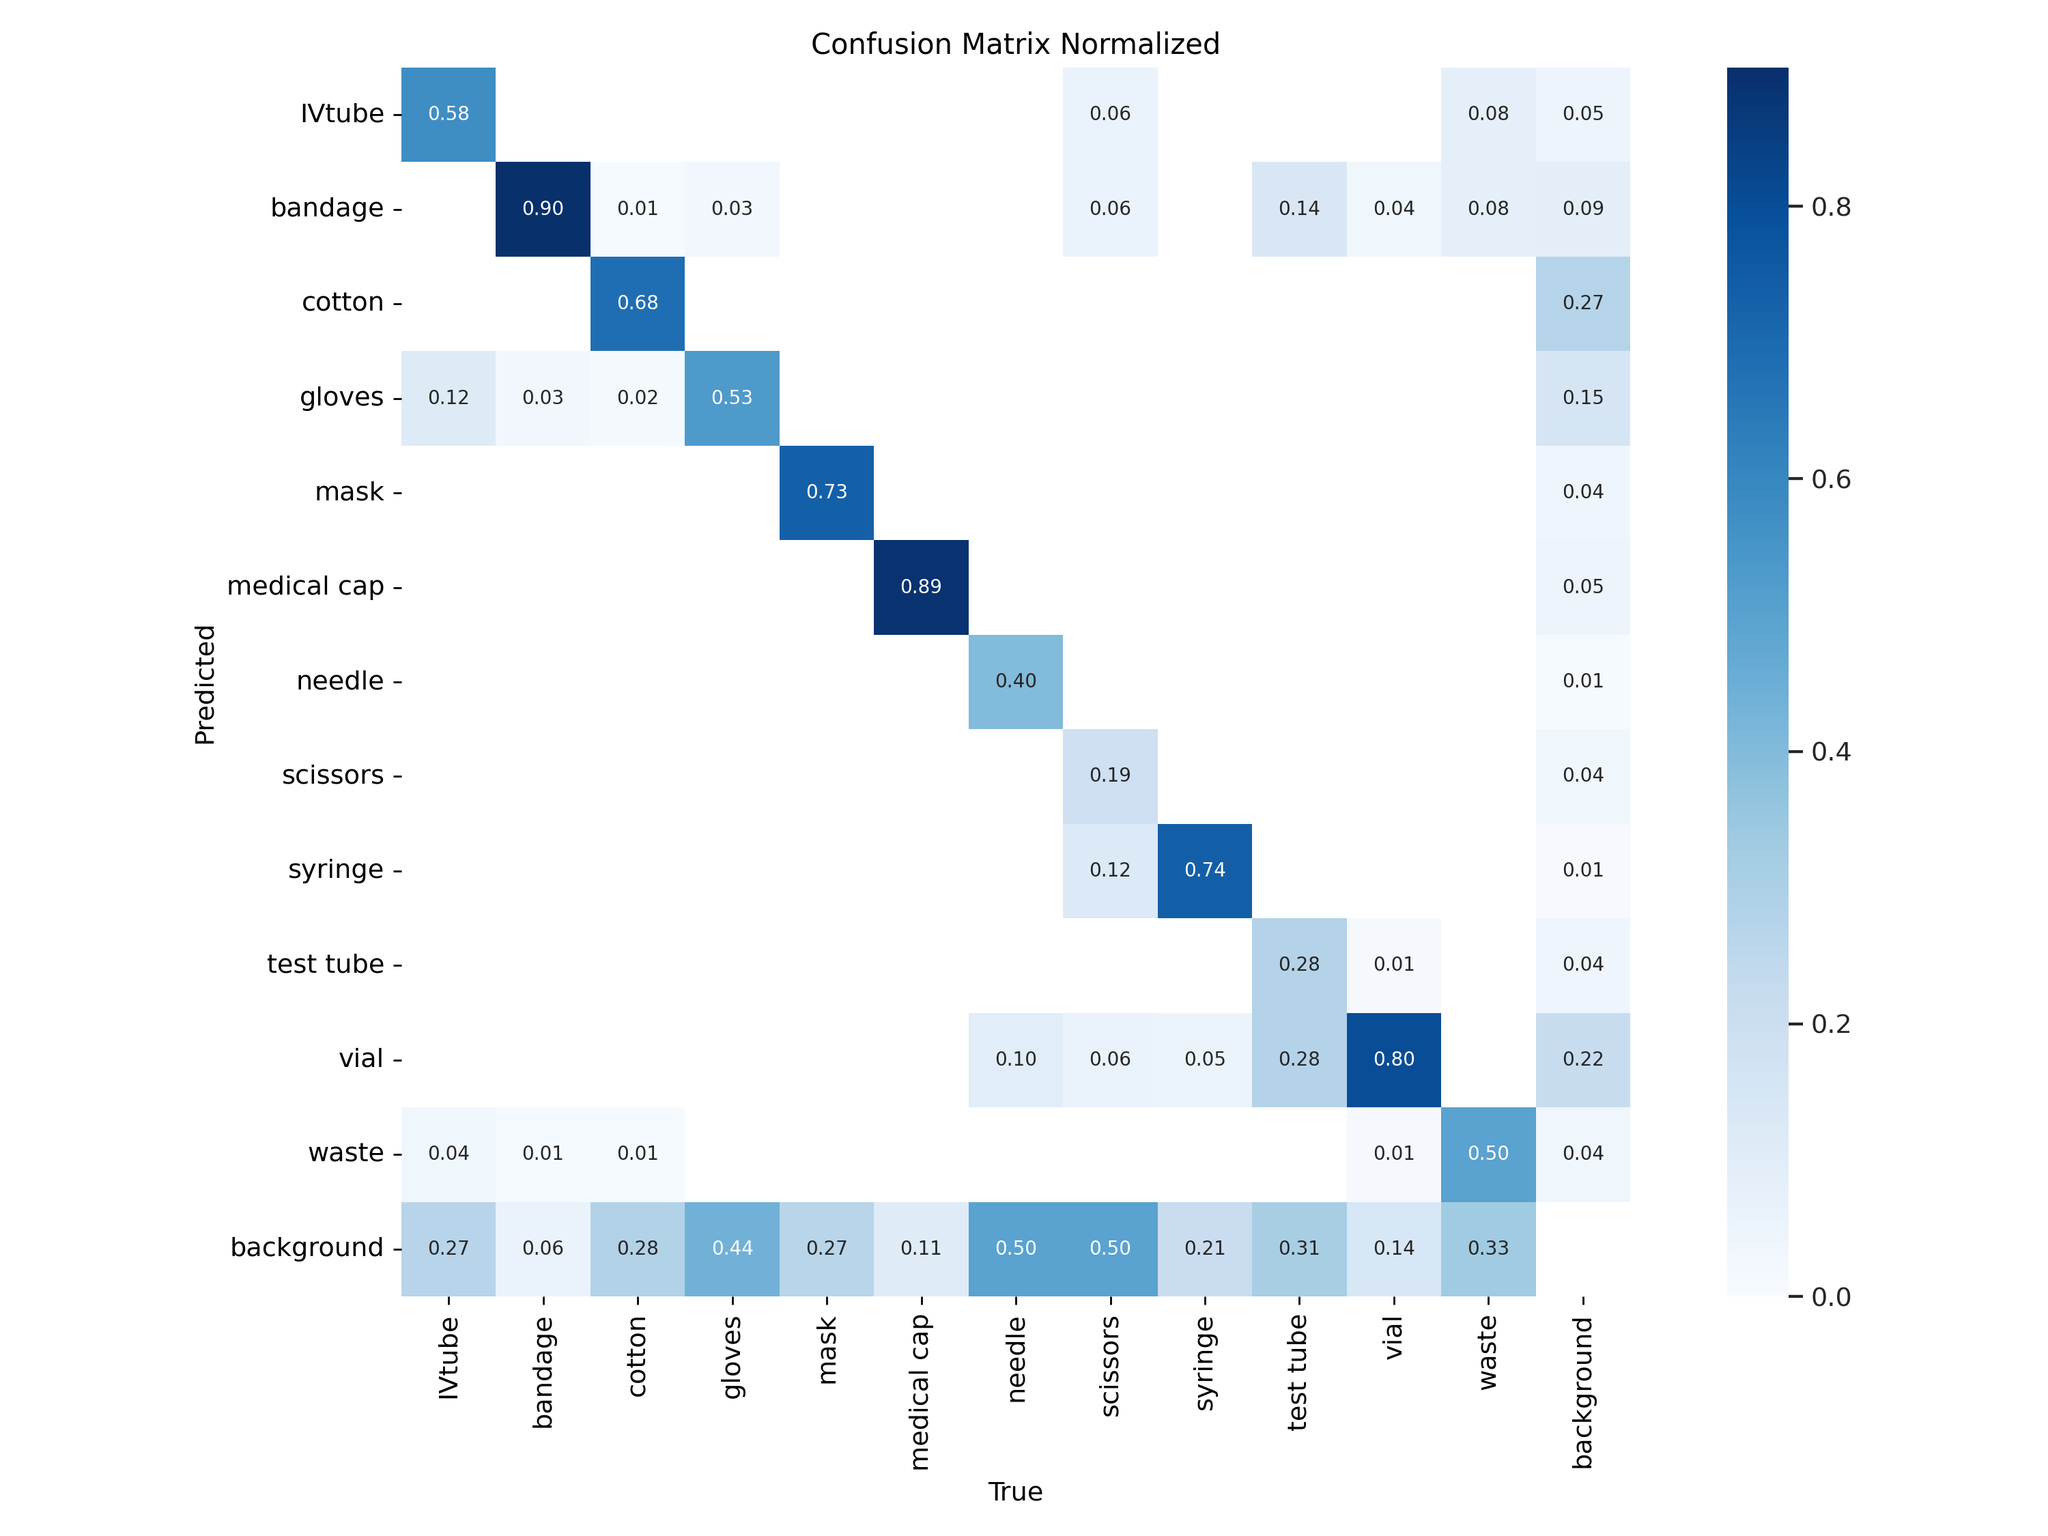 Confusion Matrix Normalized
IVtube 0.58 0.06 0.08 0.05
bandage 0.90 0.01 0.03 0.06 0.14 0.04 0.08 0.09
cotton 0.68 0.27
gloves 0.12 0.03 0.02 0.53 0.15
mask 0.73 0.04
medical cap 0.89 0.05
needle 0.40 0.01
scissors 0.19 0.04
syringe 0.12 0.74 0.01
test tube 0.28 0.01 0.04
vial 0.10 0.06 0.05 0.28 0.80 0.22
waste 0.04 0.01 0.01 0.01 0.50 0.04
background 0.27 0.06 0.28 0.44 0.27 0.11 0.50 0.50 0.21 0.31 0.14 0.33
Predicted
IVtube bandage cotton gloves mask medical cap needle scissors syringe test tube vial waste background
True
0.8
0.6
0.4
0.2
0.0